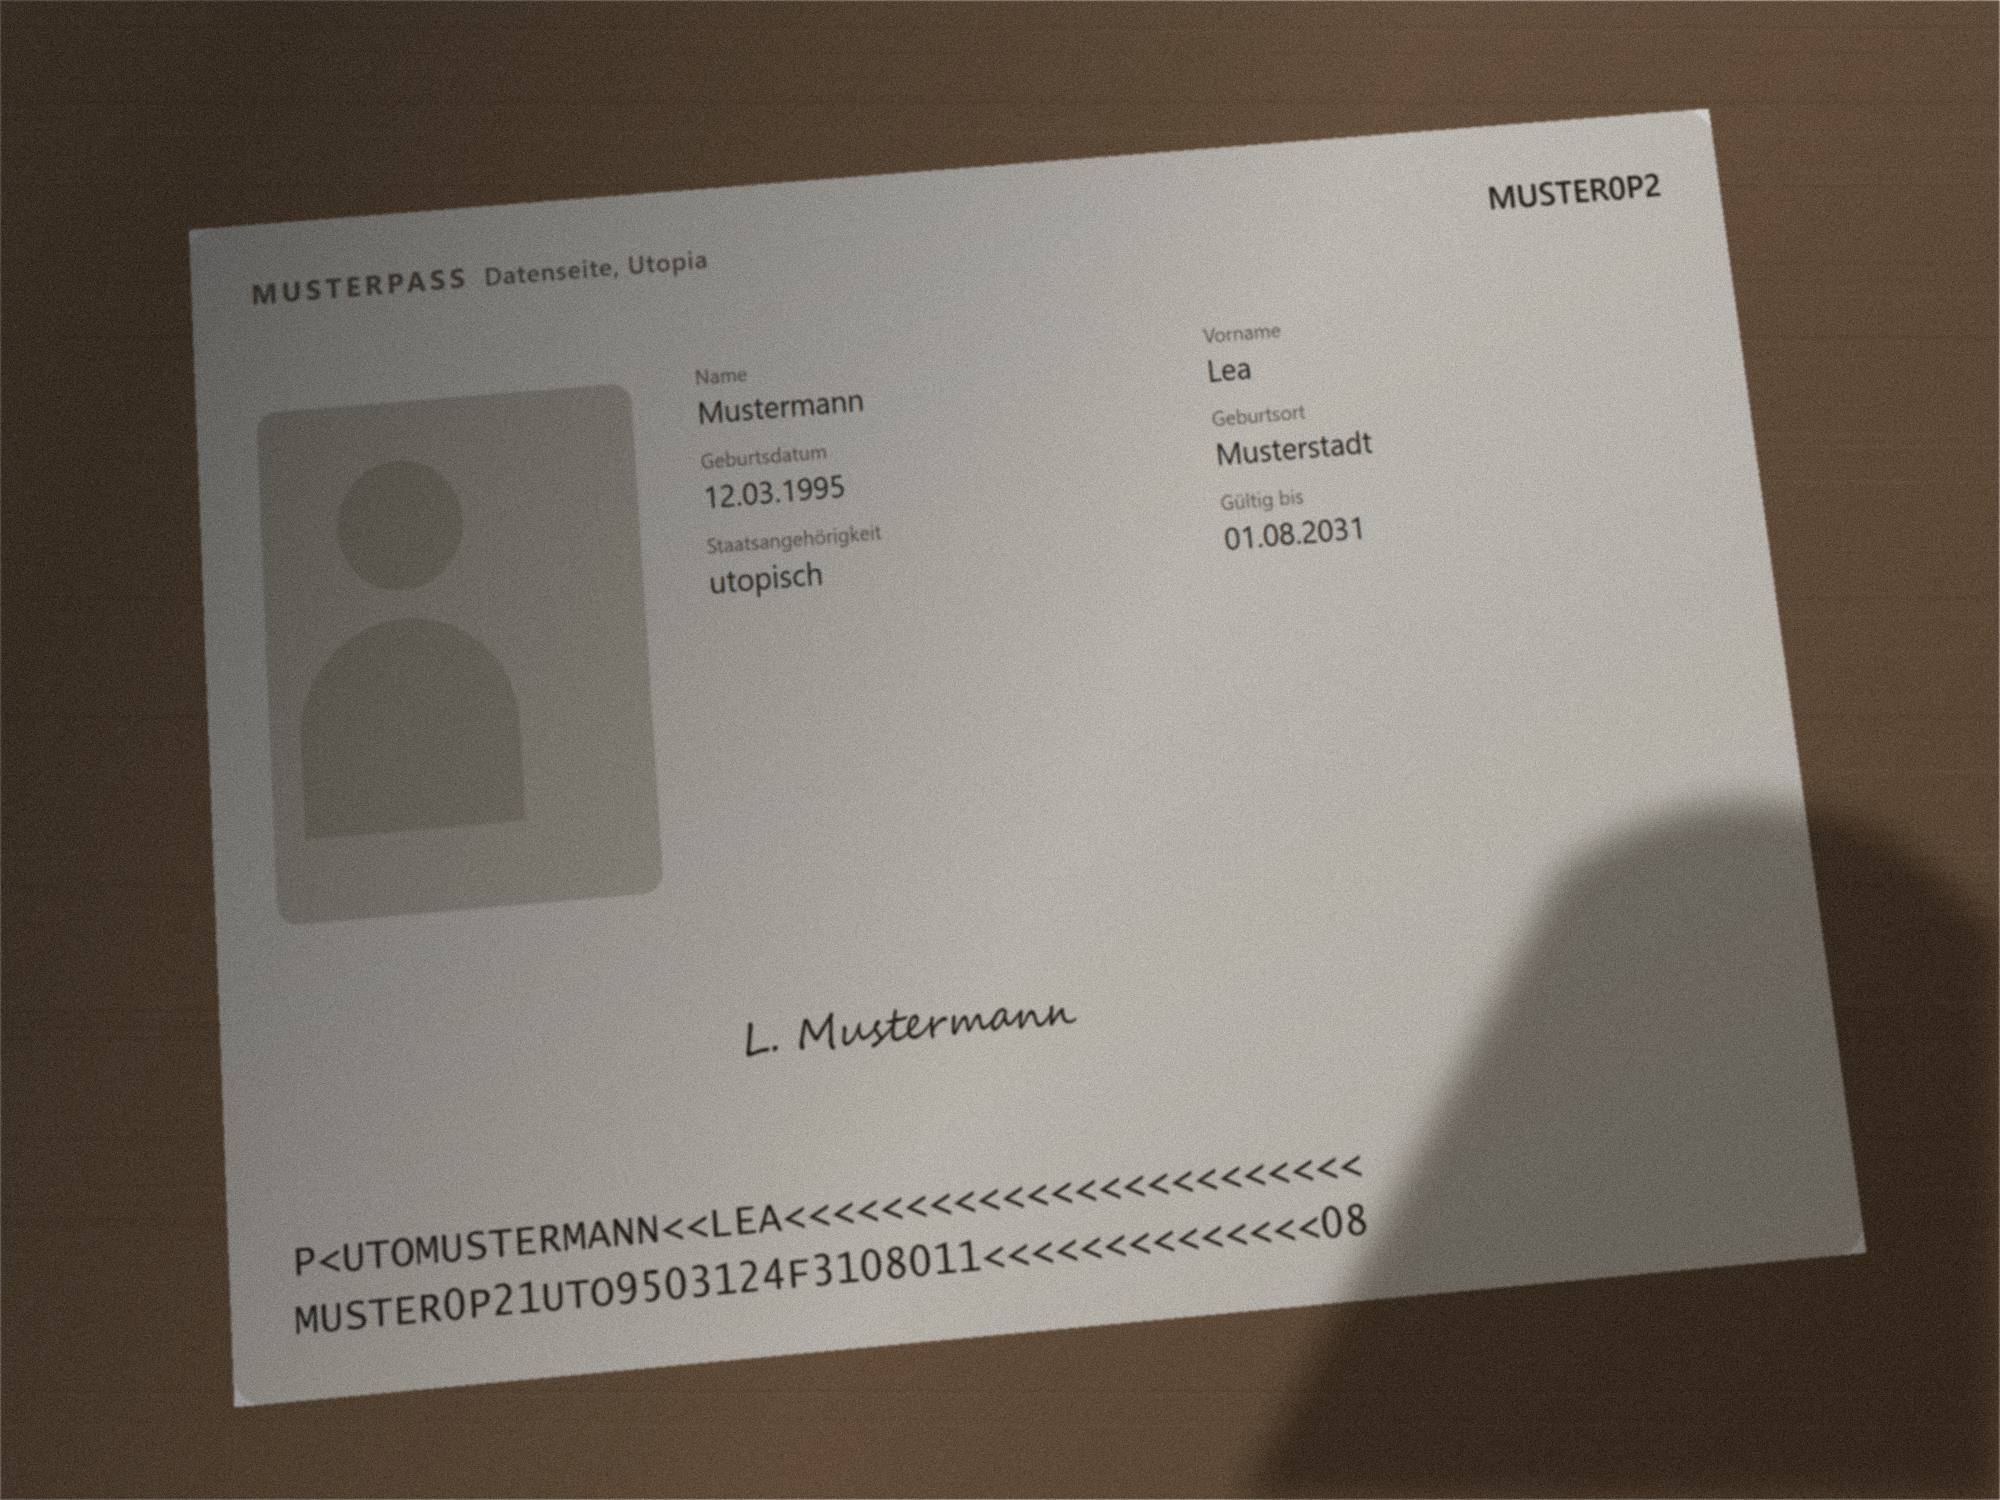 MUSTERPASS Datenseite, Utopia
MUSTER0P2
Name
Mustermann
Vorname
Lea
Geburtsdatum
12.03.1995
Geburtsort
Musterstadt
Staatsangehörigkeit
utopisch
Gültig bis
01.08.2031
L. Mustermann
P<UTOMUSTERMANN<<LEA<<<<<<<<<<<<<<<<<<<<<<<<
MUSTER0P21UTO9503124F3108011<<<<<<<<<<<<<<08